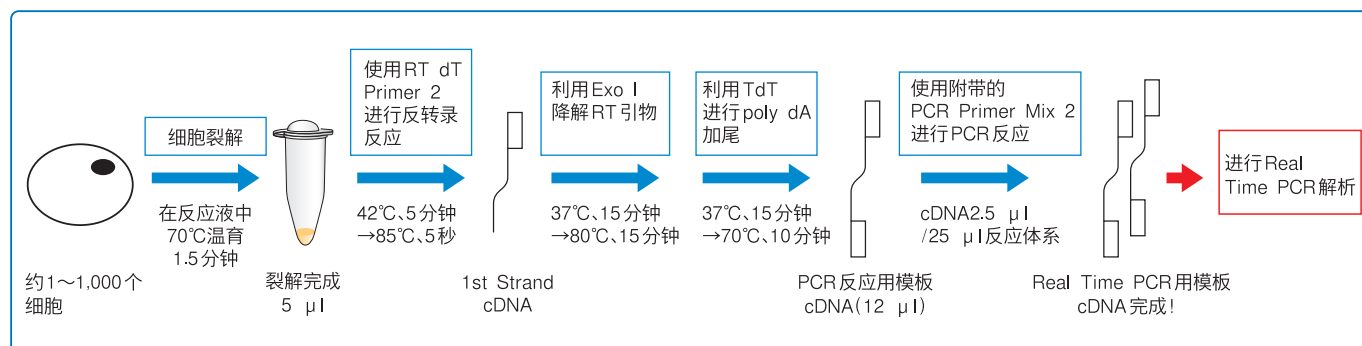 细胞裂解
在反应液中
70℃温育
1.5分钟
约1～1,000个
细胞
裂解完成
5 μl
使用RT dT
Primer 2
进行反转录
反应
42℃、5分钟
→85℃、5秒
1st Strand
cDNA
利用Exo I
降解RT引物
37℃、15分钟
→80℃、15分钟
利用TdT
进行poly dA
加尾
37℃、15分钟
→70℃、10分钟
PCR反应用模板
cDNA(12 μl)
使用附带的
PCR Primer Mix 2
进行PCR反应
cDNA2.5 μl
/25 μl反应体系
Real Time PCR用模板
cDNA完成！
进行Real
Time PCR解析